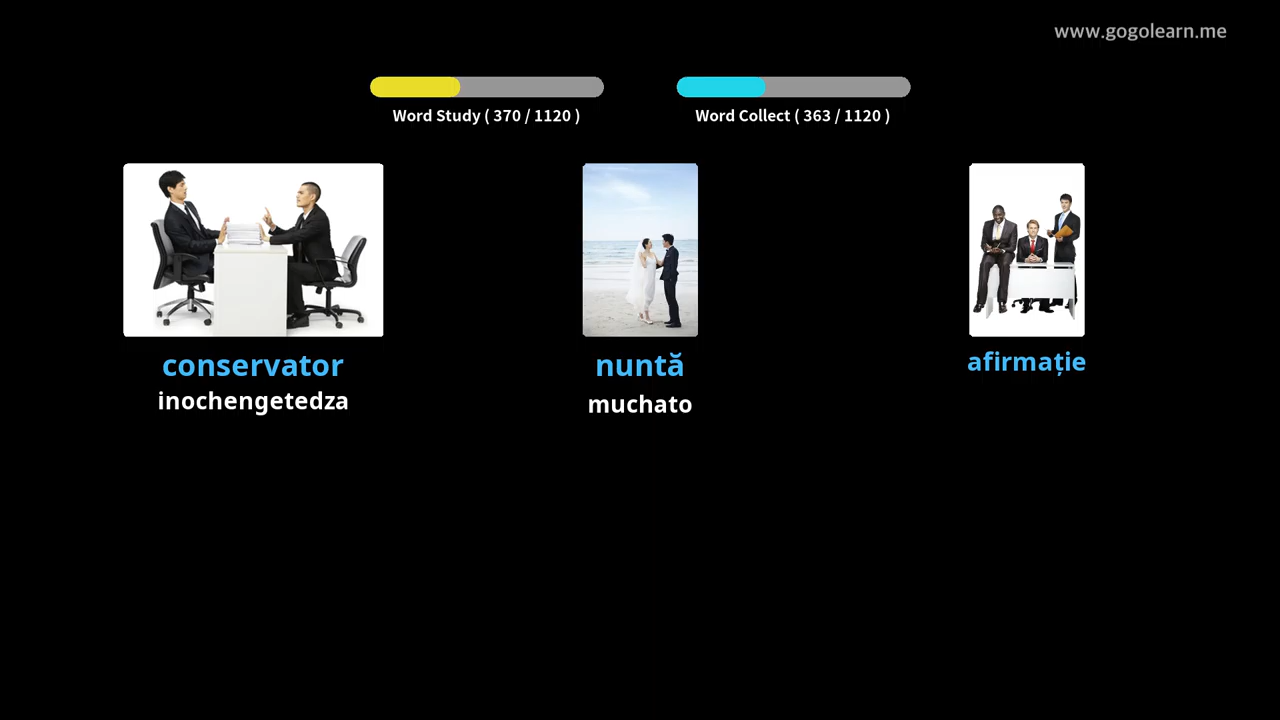 www.gogolearn.me
Word Study ( 370 / 1120 )
Word Collect ( 363 / 1120 )
conservator
inochengetedza
nuntă
muchato
afirmație